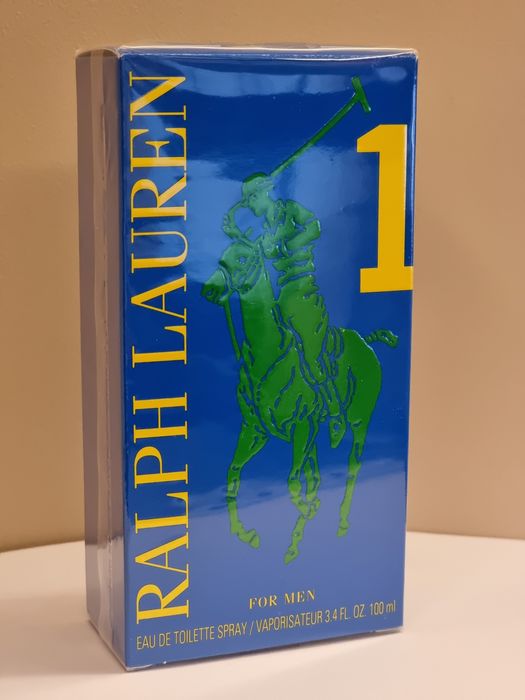 RALPH LAUREN
1
FOR MEN
EAU DE TOILETTE SPRAY / VAPORISATEUR 3.4 FL. OZ. 100 ml